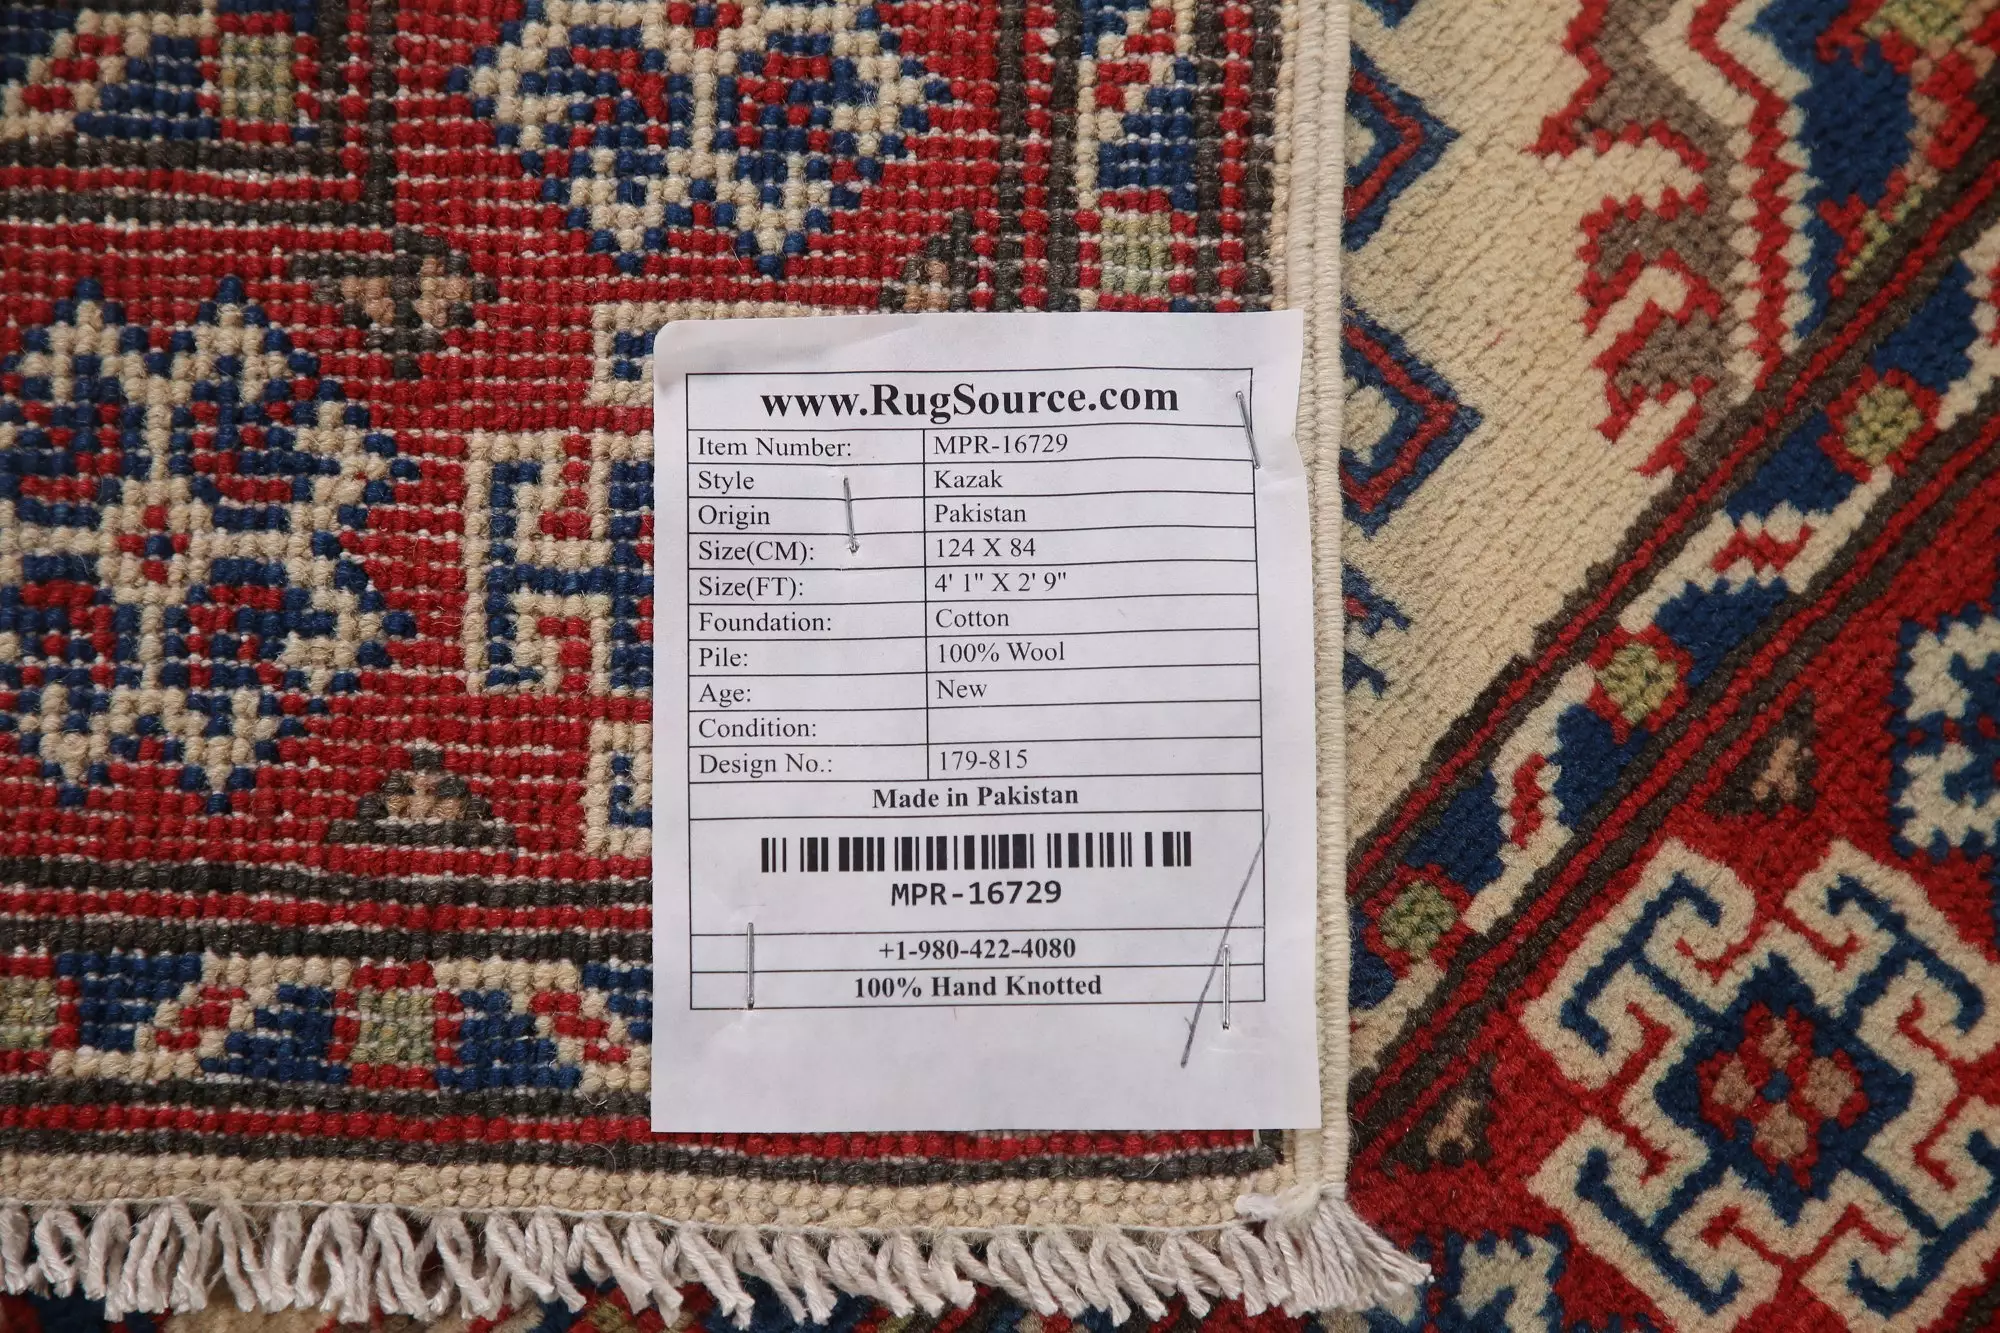 www.RugSource.com
Item Number: MPR-16729
Style Kazak
Origin Pakistan
Size(CM): 124 X 84
Size(FT): 4' 1" X 2' 9"
Foundation: Cotton
Pile: 100% Wool
Age: New
Condition:
Design No.: 179-815
Made in Pakistan
MPR-16729
+1-980-422-4080
100% Hand Knotted